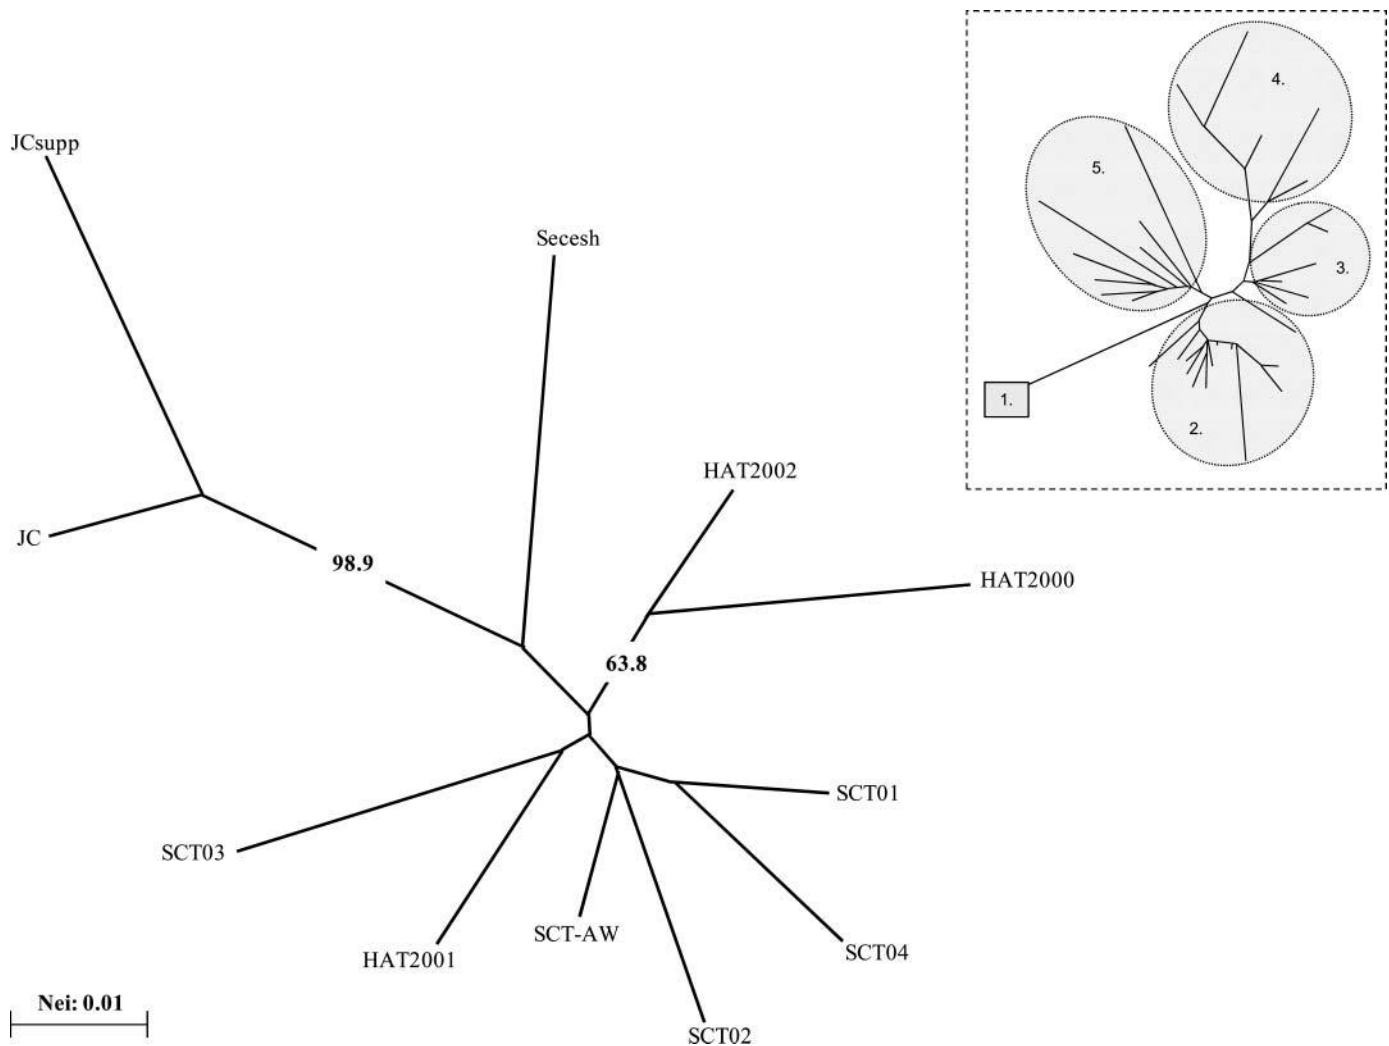 4.
JCsupp
5.
Secesh
3.
1.
2.
HAT2002
JC
98.9
HAT2000
63.8
SCT01
SCT03
SCT-AW
SCT04
HAT2001
Nei: 0.01
SCT02